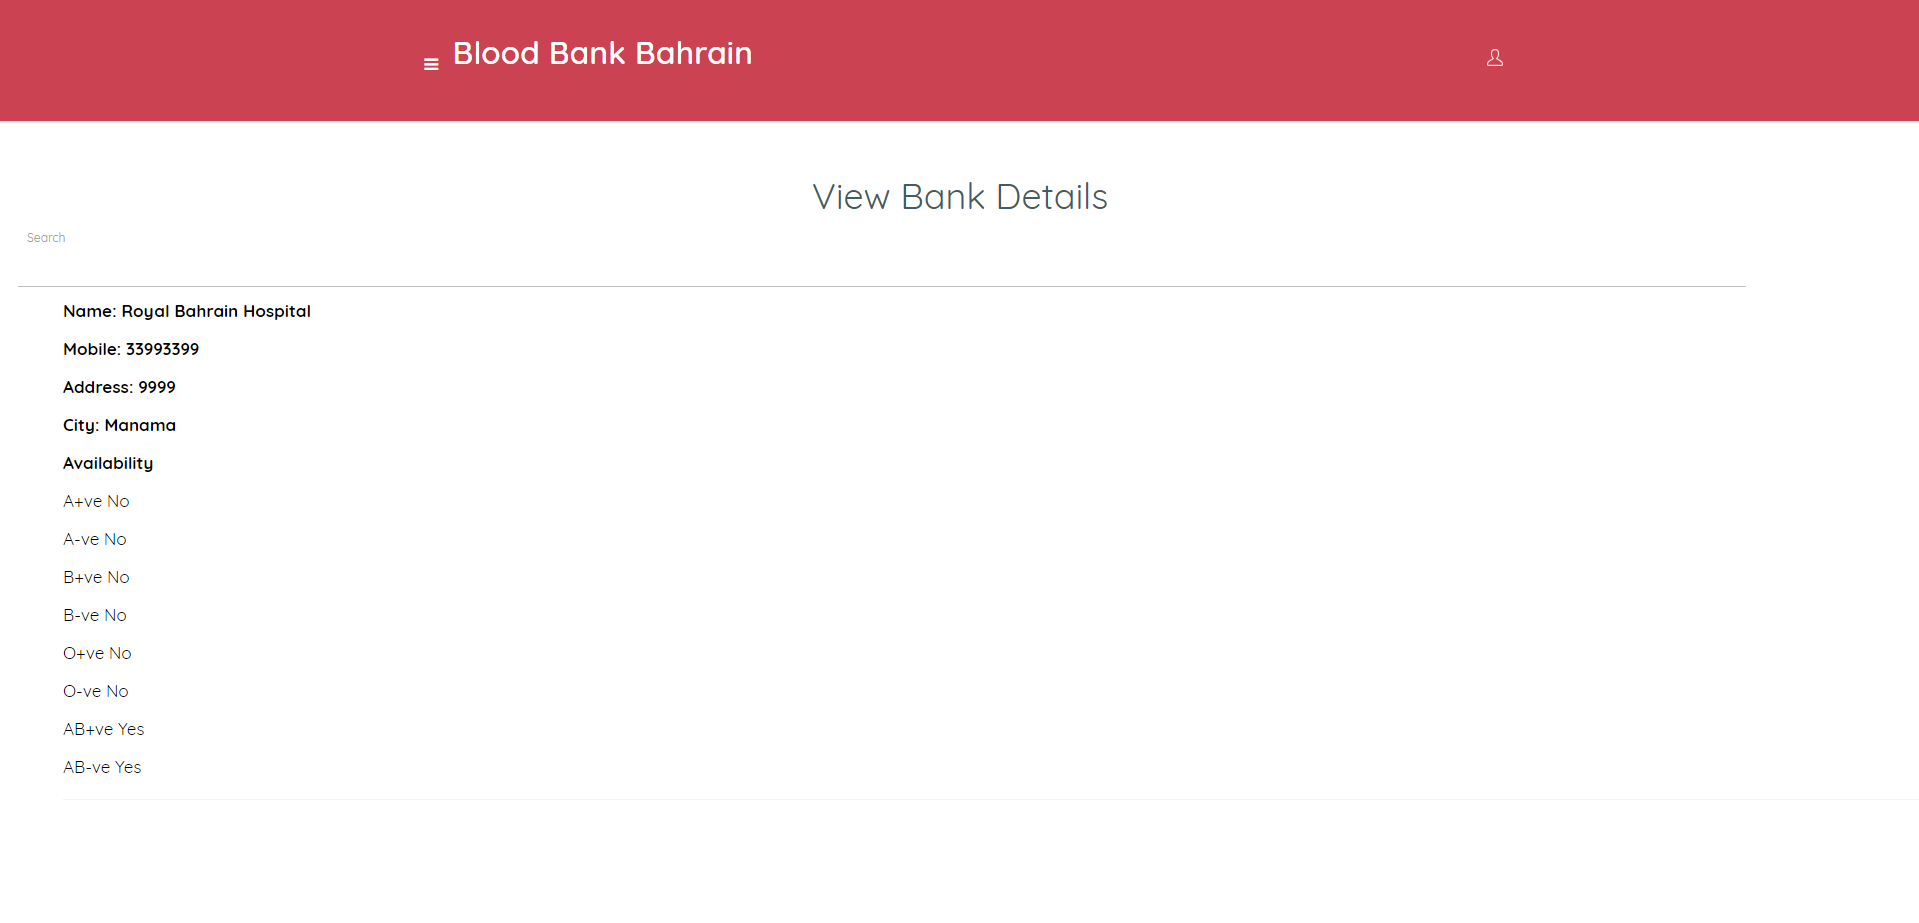 Blood Bank Bahrain
View Bank Details
Search
Name: Royal Bahrain Hospital
Mobile: 33993399
Address: 9999
City: Manama
Availability
A+ve No
A-ve No
B+ve No
B-ve No
O+ve No
O-ve No
AB+ve Yes
AB-ve Yes